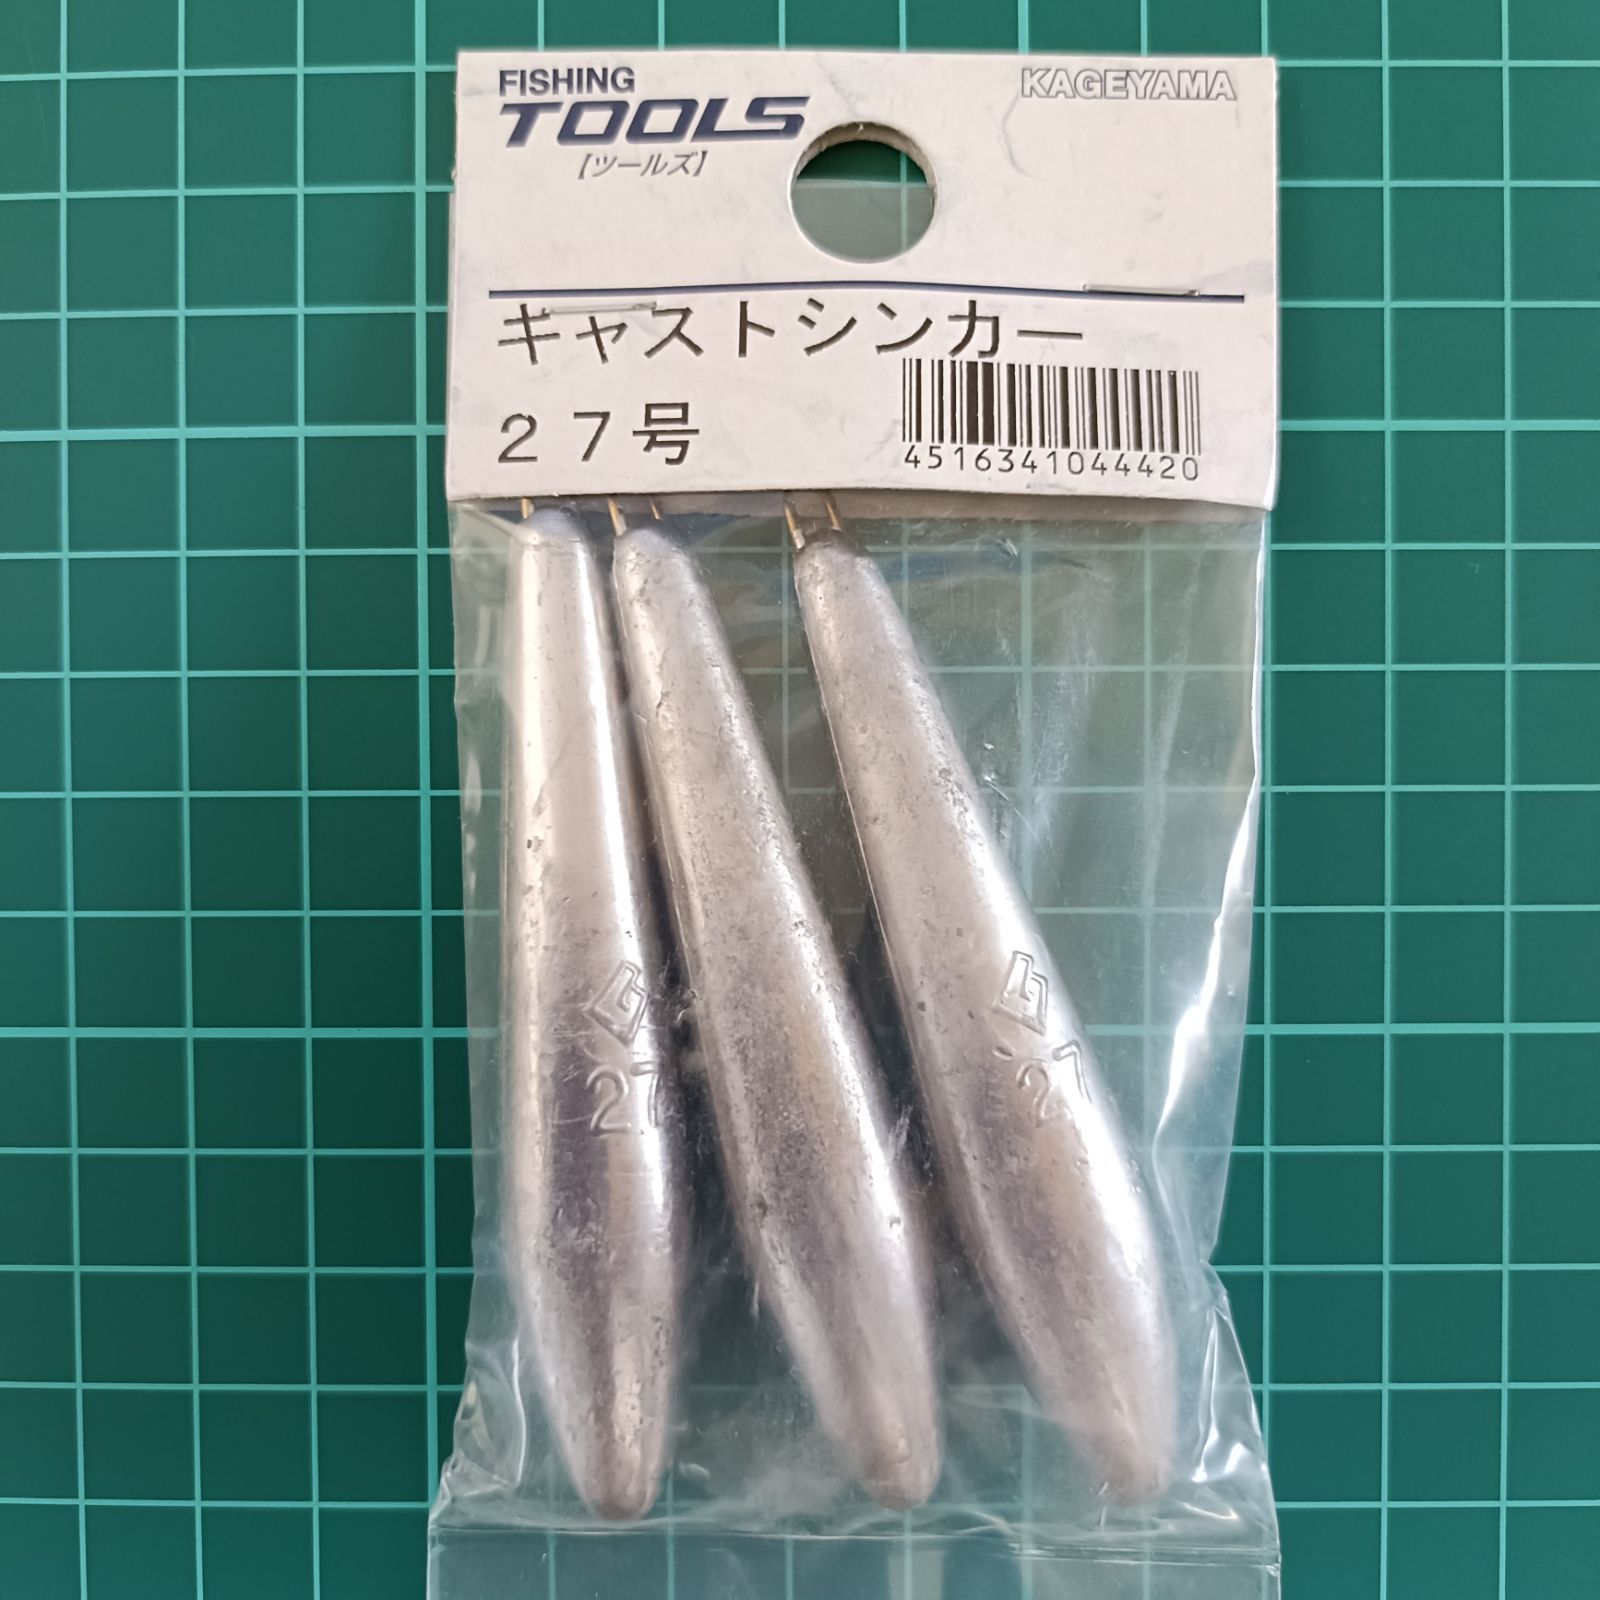 FISHING
TOOLS
KAGEYAMA
【ツールズ】
キャストシンカー
２７号
4516341044420
27
27